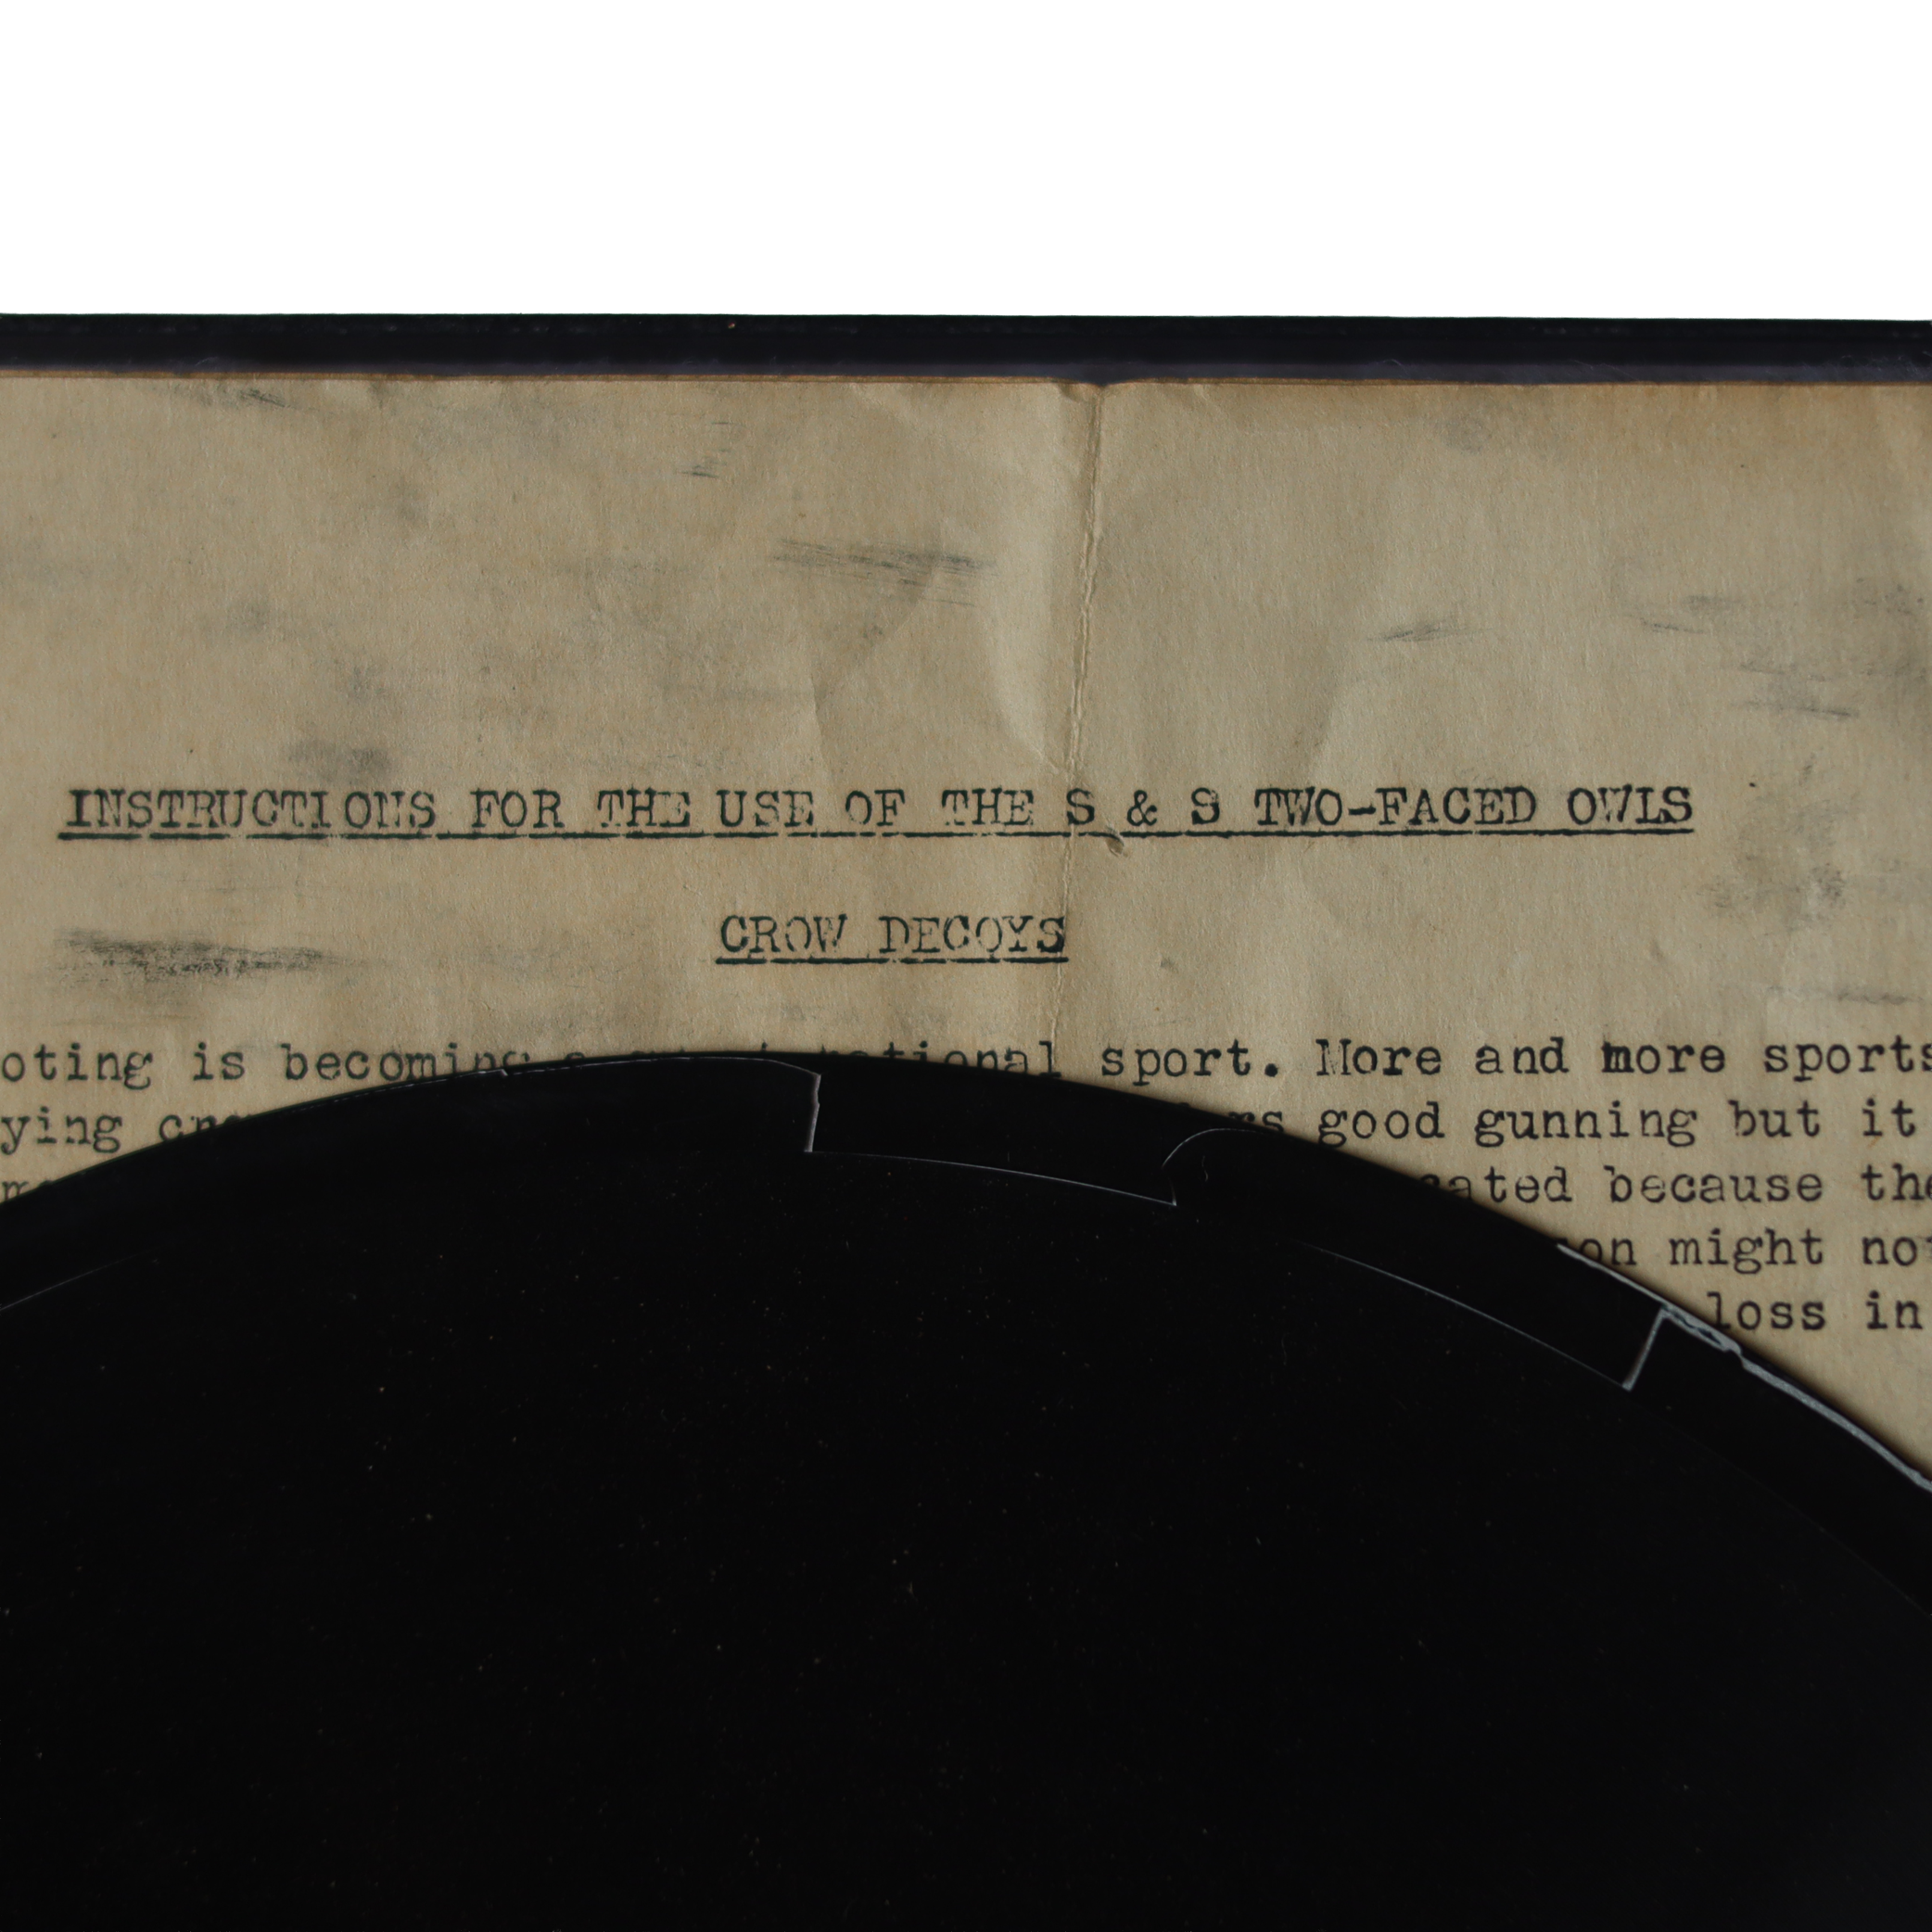 INSTRUCTIONS FOR THE USE OF THE S & S TWO-FACED OWLS
CROW DECOYS
oting is becoming a national sport. More and more sports
ying good gunning but it
ated because the
on might no
loss in